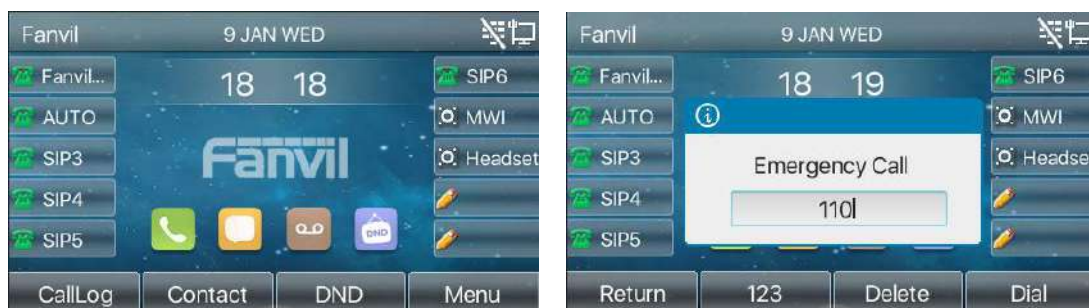 Fanvil 9 JAN WED
18 18
Fanvil...
AUTO
SIP3
SIP4
SIP5
Fanvil
SIP6
MWI
Headset
DND
CallLog Contact DND Menu
Fanvil 9 JAN WED
18 19
Fanvil...
AUTO
SIP3
SIP4
SIP5
Emergency Call
110
SIP6
MWI
Headse
Return 123 Delete Dial